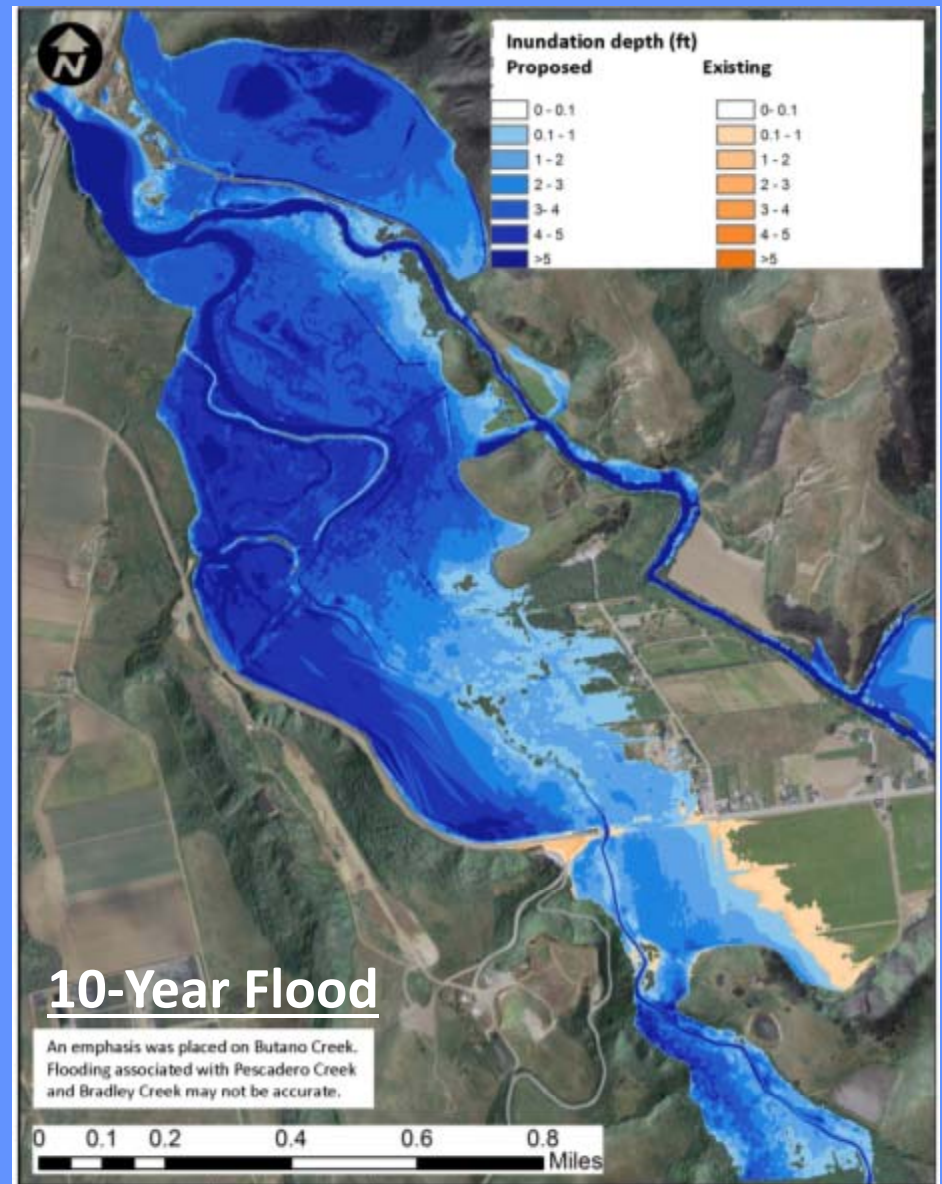 N
Inundation depth (ft)
Proposed Existing
0 - 0.1 0- 0.1
0.1 - 1 0.1 - 1
1 - 2 1 - 2
2 - 3 2 - 3
3- 4 3 - 4
4 - 5 4 - 5
>5 >5
10-Year Flood
An emphasis was placed on Butano Creek.
Flooding associated with Pescadero Creek
and Bradley Creek may not be accurate.
0 0.1 0.2 0.4 0.6 0.8
Miles